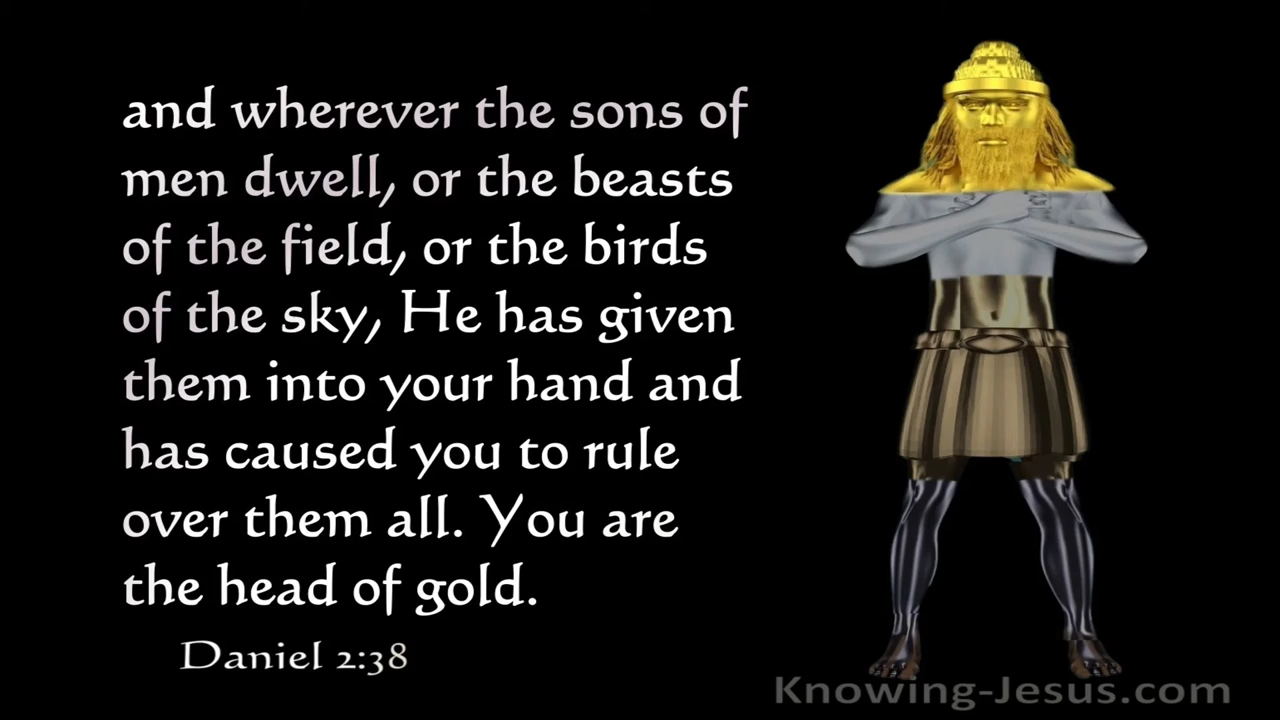 and wherever the sons of
men dwell, or the beasts
of the field, or the birds
of the sky, He has given
them into your hand and
has caused you to rule
over them all. You are
the head of gold.
Daniel 2:38
Knowing-Jesus.com